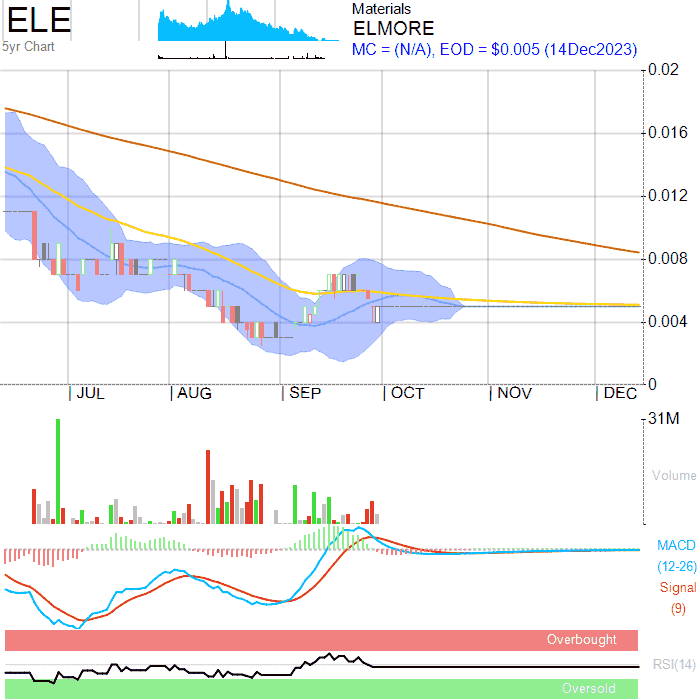 ELE
5yr Chart
Materials
ELMORE
MC = (N/A), EOD = $0.005 (14Dec2023)
0.02
0.016
0.012
0.008
0.004
0
JUL AUG SEP OCT NOV DEC
31M
Volume
MACD
(12-26)
Signal
(9)
Overbought
RSI(14)
Oversold